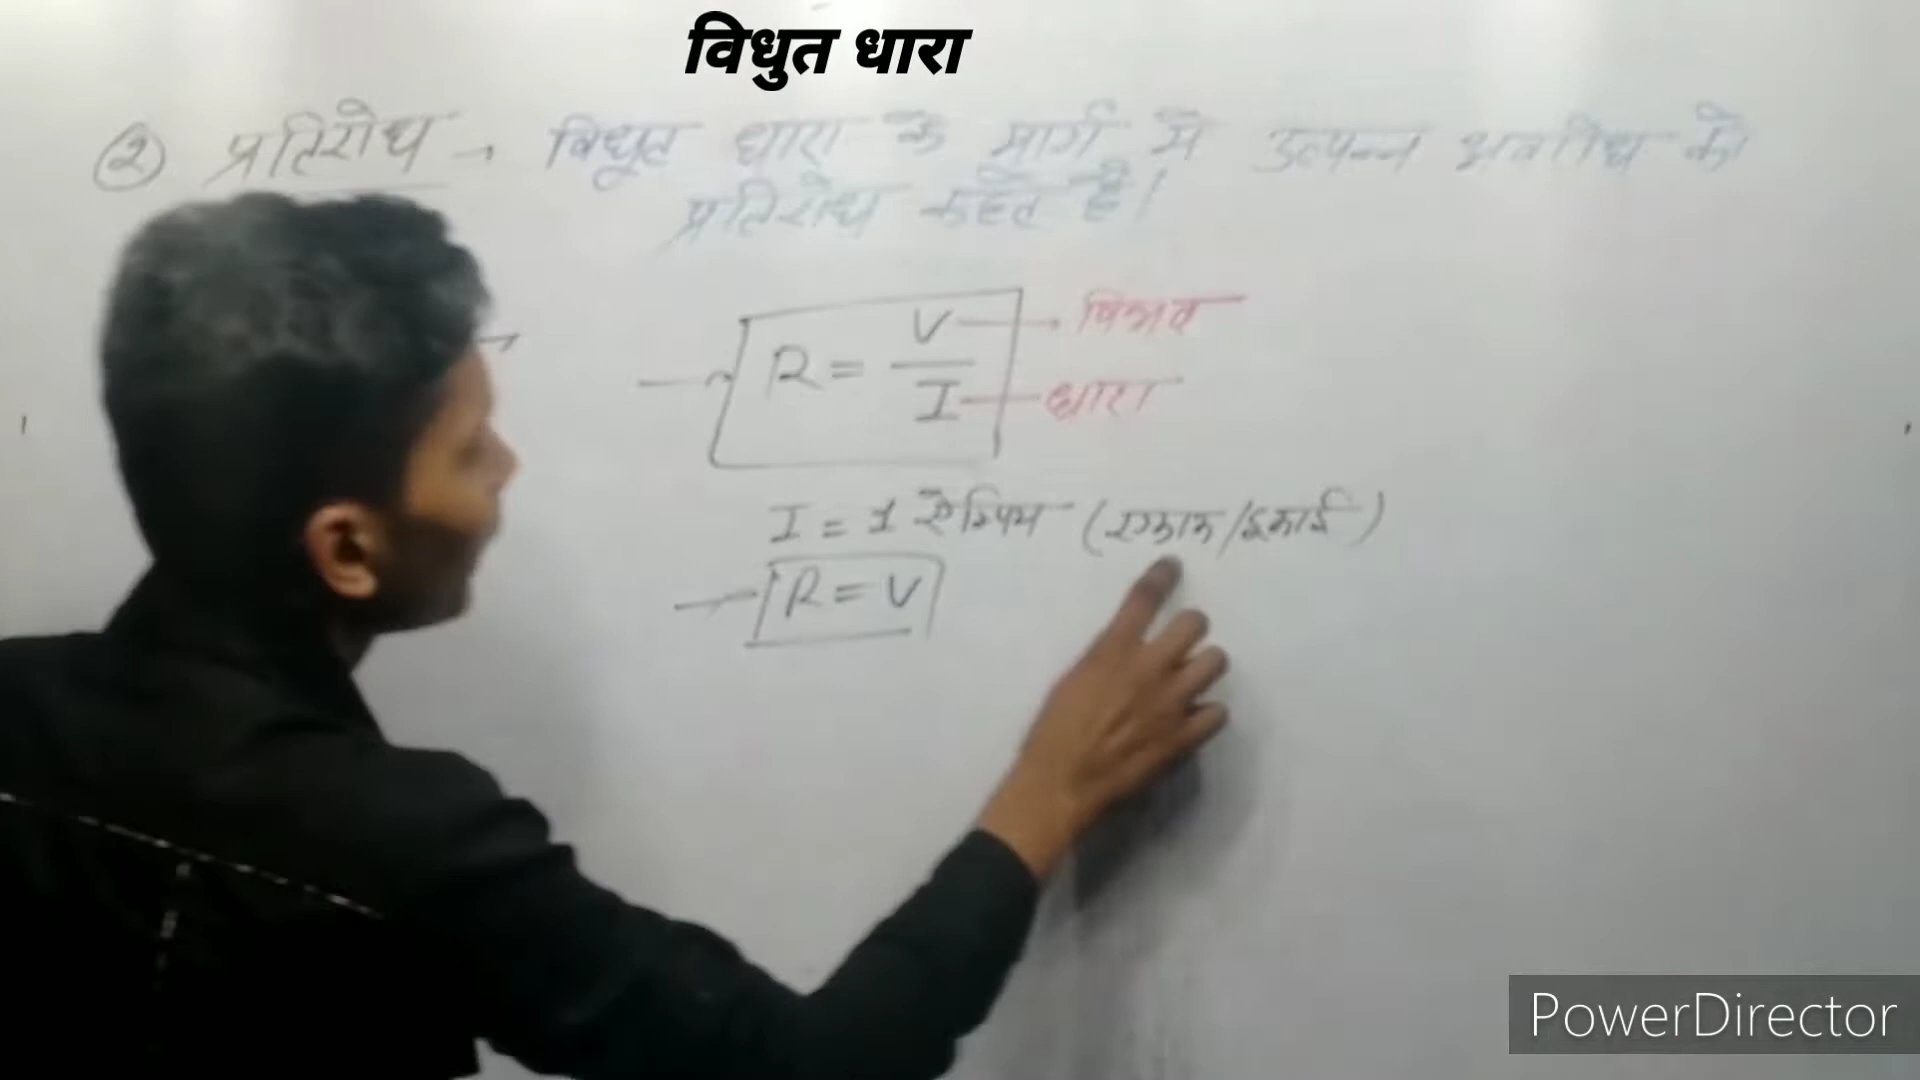 विधुत धारा
② प्रतिरोध → विधुत धारा के मार्ग में उत्पन्न अवरोध को
प्रतिरोध कहते है।
R = V/I
विभव
धारा
I = 1 ऐम्पियर (एकांक/इकाई)
R = V
PowerDirector